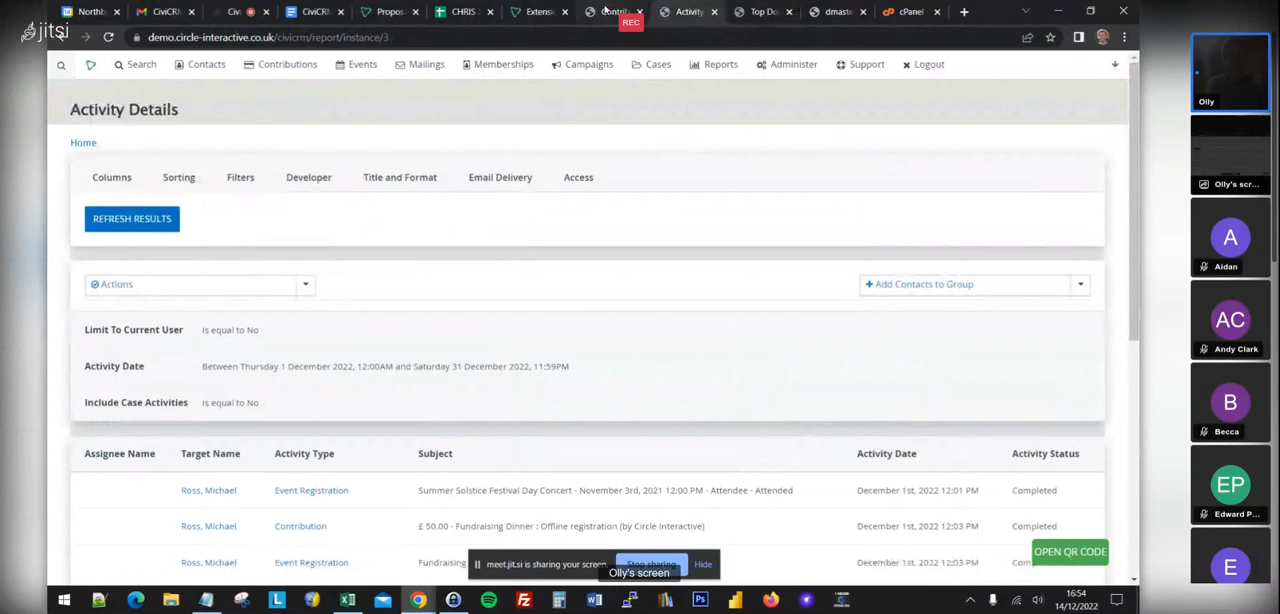 Northb
CiviCRM
Civi
CiviCRM
Propos
CHRIS
Extensi
Contrib
Activity
Top Do
dmaste
cPanel
REC
jitsi
demo.circle-interactive.co.uk/civicrm/report/instance/3
Search Contacts Contributions Events Mailings Memberships Campaigns Cases Reports Administer Support Logout
Activity Details
Home
Columns Sorting Filters Developer Title and Format Email Delivery Access
REFRESH RESULTS
Actions
Add Contacts to Group
Limit To Current User Is equal to No
Activity Date Between Thursday 1 December 2022, 12:00AM and Saturday 31 December 2022, 11:59PM
Include Case Activities Is equal to No
Assignee Name Target Name Activity Type Subject Activity Date Activity Status
Ross, Michael Event Registration Summer Solstice Festival Day Concert - November 3rd, 2021 12:00 PM - Attendee - Attended December 1st, 2022 12:01 PM Completed
Ross, Michael Contribution £ 50.00 - Fundraising Dinner : Offline registration (by Circle Interactive) December 1st, 2022 12:03 PM Completed
Ross, Michael Event Registration Fundraising December 1st, 2022 12:03 PM Completed
OPEN QR CODE
meet.jit.si is sharing your screen. Stop sharing Hide
Olly's screen
16:54
14/12/2022
Olly
Olly's scr...
A
Aidan
AC
Andy Clark
B
Becca
EP
Edward P...
E